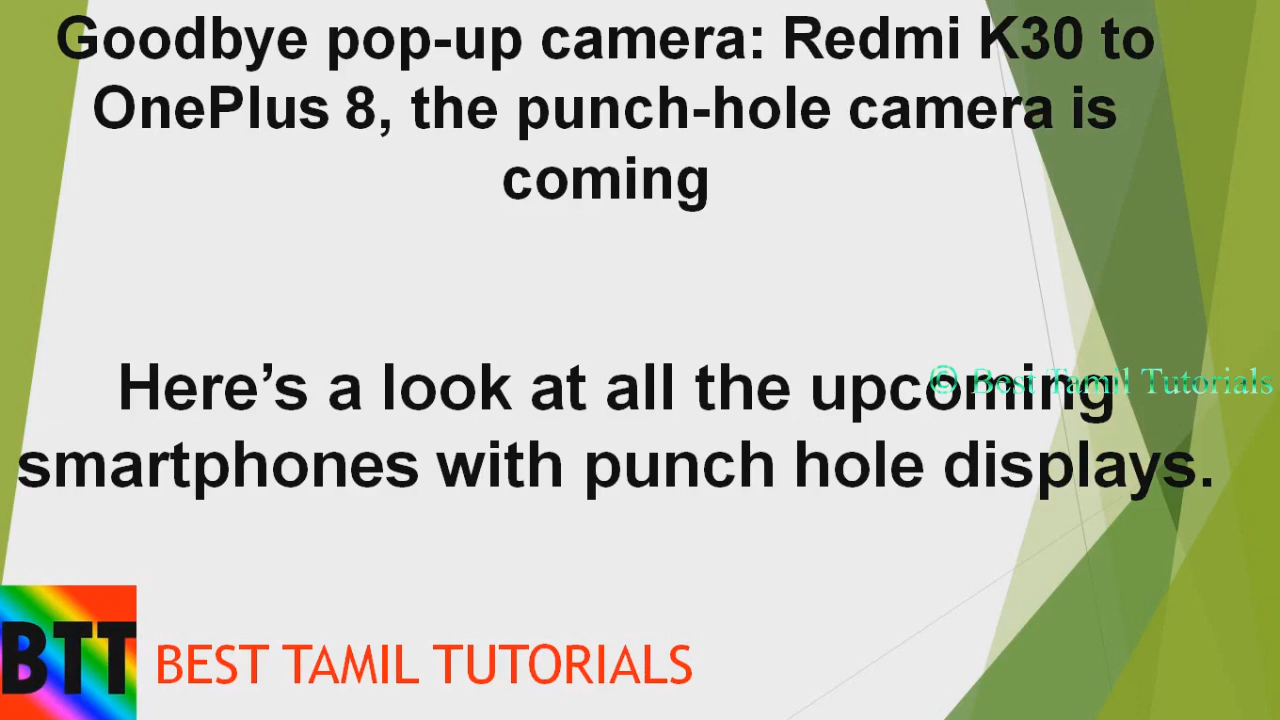 Goodbye pop-up camera: Redmi K30 to
OnePlus 8, the punch-hole camera is
coming
Here’s a look at all the upcoming
© Best Tamil Tutorials
smartphones with punch hole displays.
BTT
BEST TAMIL TUTORIALS